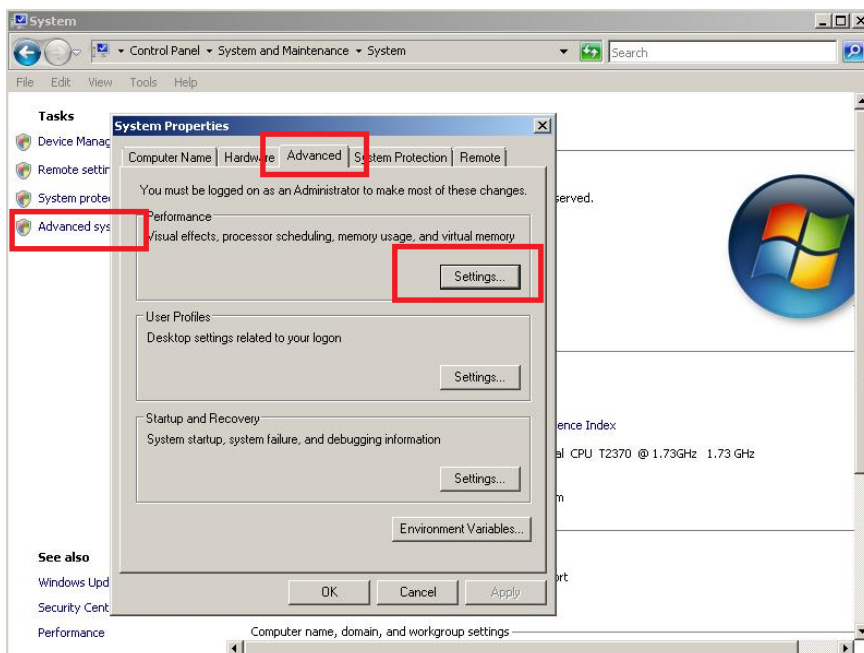 System
Control Panel System and Maintenance System
Search
File Edit View Tools Help
Tasks
Device Manag
Remote settin
System prote
Advanced sys
System Properties
Computer Name Hardware Advanced System Protection Remote
You must be logged on as an Administrator to make most of these changes.
Performance
Visual effects, processor scheduling, memory usage, and virtual memory
Settings...
User Profiles
Desktop settings related to your logon
Settings...
Startup and Recovery
System startup, system failure, and debugging information
Settings...
Environment Variables...
OK Cancel Apply
erved.
ence Index
al CPU T2370 @ 1.73GHz 1.73 GHz
m
rt
See also
Windows Upd
Security Cent
Performance
Computer name, domain, and workgroup settings